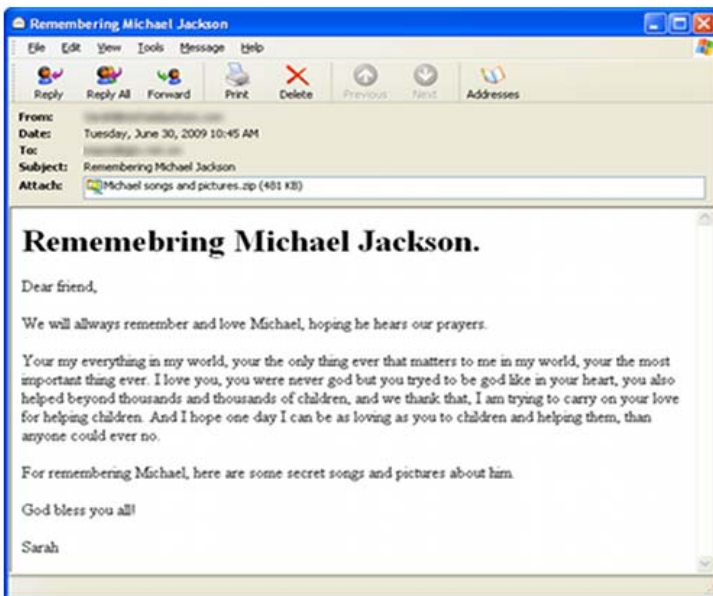 Remembering Michael Jackson
File Edit View Tools Message Help
Reply Reply All Forward Print Delete Previous Next Addresses
From:
Date: Tuesday, June 30, 2009 10:45 AM
To:
Subject: Remembering Michael Jackson
Attach: Michael songs and pictures.zip (481 KB)
Rememebring Michael Jackson.
Dear friend,
We will allways remember and love Michael, hoping he hears our prayers.
Your my everything in my world, your the only thing ever that matters to me in my world, your the most
important thing ever. I love you, you were never god but you tryed to be god like in your heart, you also
helped beyond thousands and thousands of children, and we thank that, I am trying to carry on your love
for helping children. And I hope one day I can be as loving as you to children and helping them, than
anyone could ever no.
For remembering Michael, here are some secret songs and pictures about him.
God bless you all!
Sarah